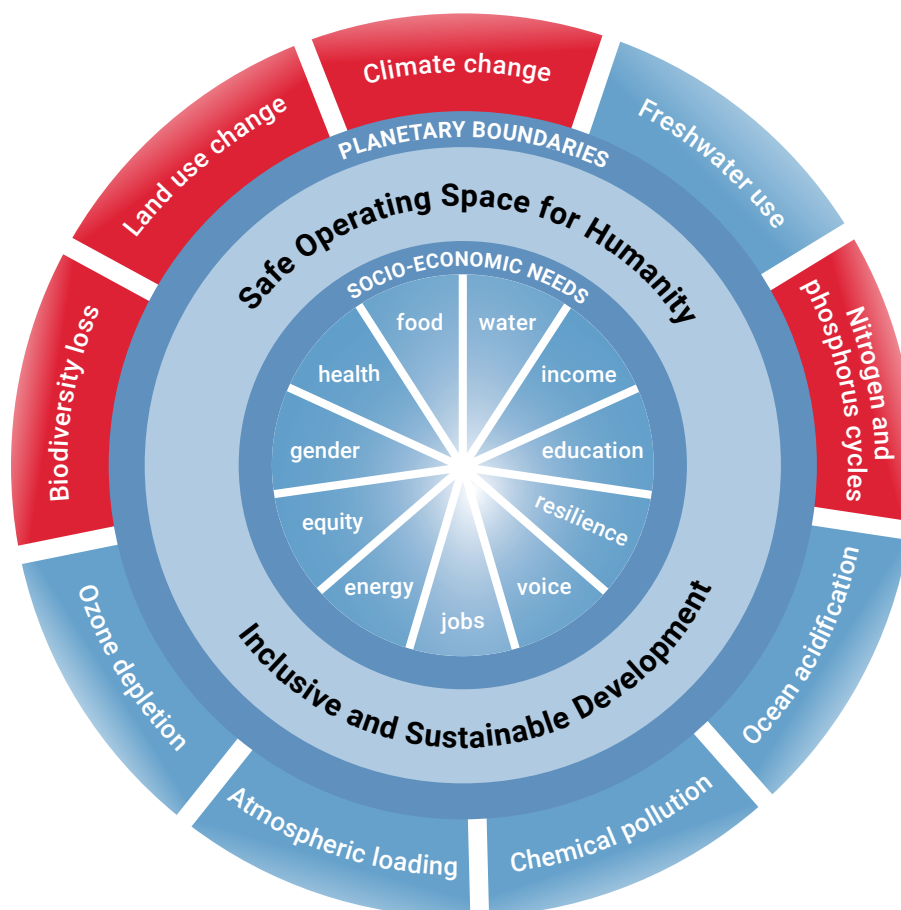 Climate change
Freshwater use
Nitrogen and
phosphorus cycles
Ocean acidification
Chemical pollution
Atmospheric loading
Ozone depletion
Biodiversity loss
Land use change
PLANETARY BOUNDARIES
Safe Operating Space for Humanity
Inclusive and Sustainable Development
SOCIO-ECONOMIC NEEDS
water
income
education
resilience
voice
jobs
energy
equity
gender
health
food